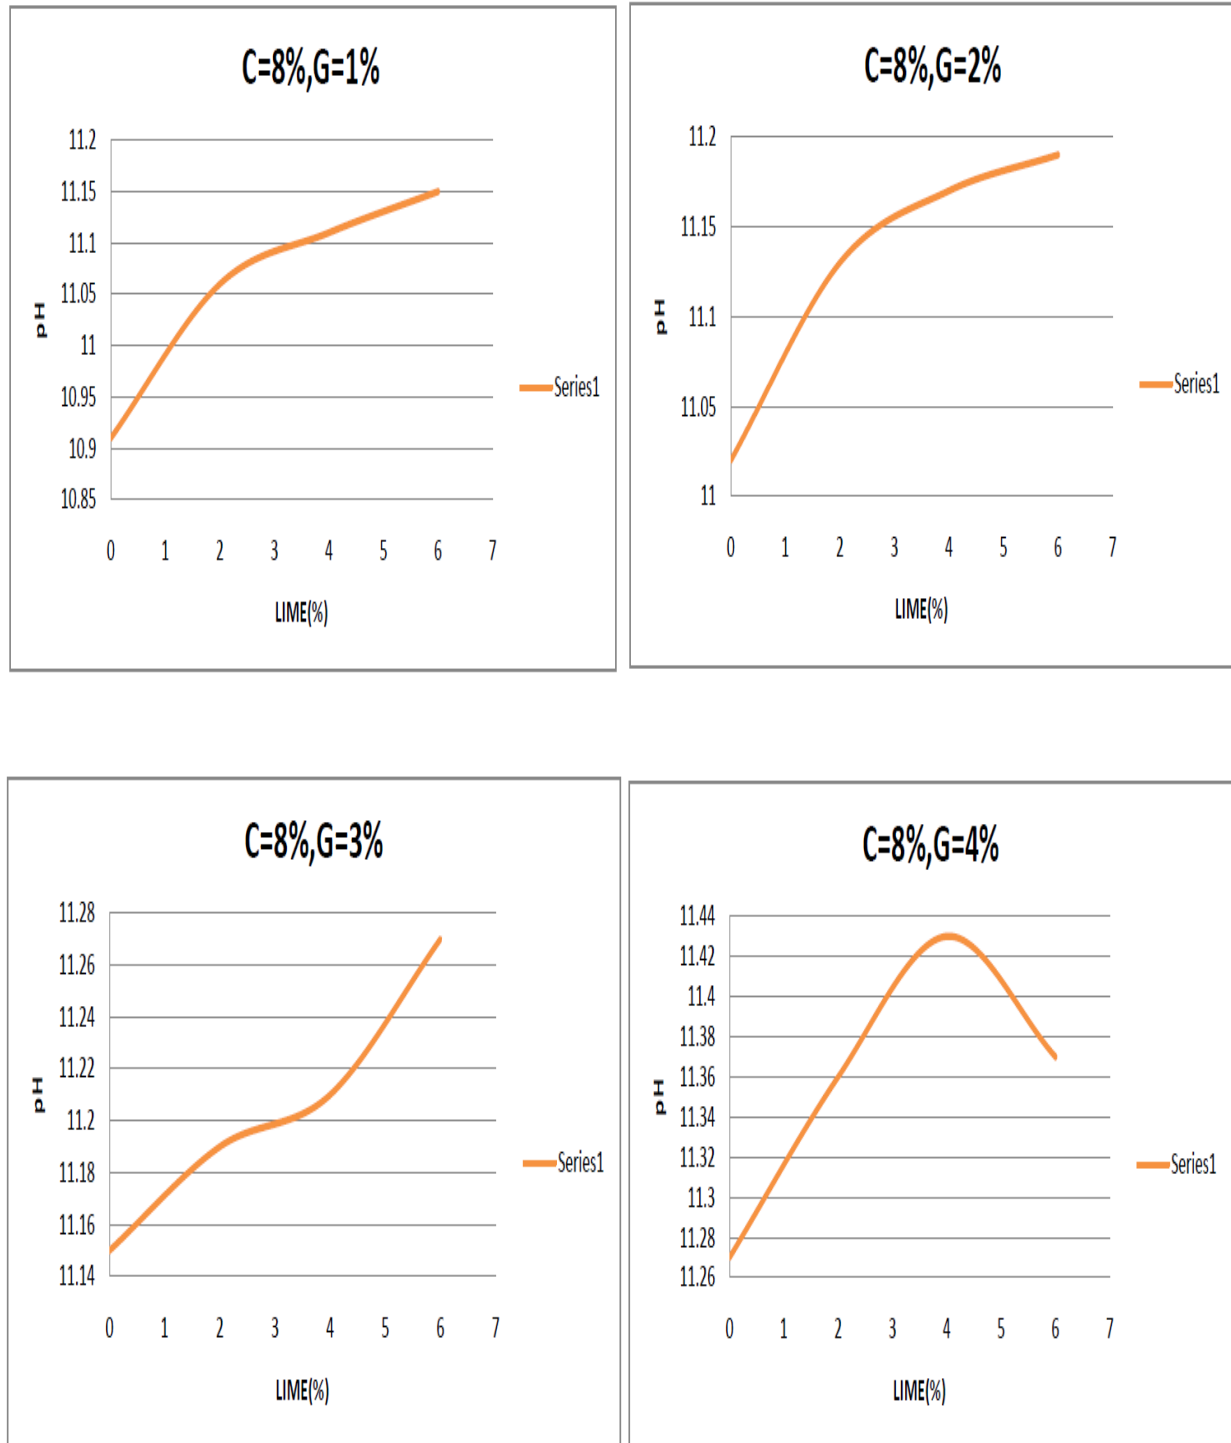 C=8%,G=1%
11.2
11.15
11.1
11.05
11
10.95
10.9
10.85
pH
0 1 2 3 4 5 6 7
LIME(%)
Series1
C=8%,G=2%
11.2
11.15
11.1
11.05
11
pH
0 1 2 3 4 5 6 7
LIME(%)
Series1
C=8%,G=3%
11.28
11.26
11.24
11.22
11.2
11.18
11.16
11.14
pH
0 1 2 3 4 5 6 7
LIME(%)
Series1
C=8%,G=4%
11.44
11.42
11.4
11.38
11.36
11.34
11.32
11.3
11.28
11.26
pH
0 1 2 3 4 5 6 7
LIME(%)
Series1